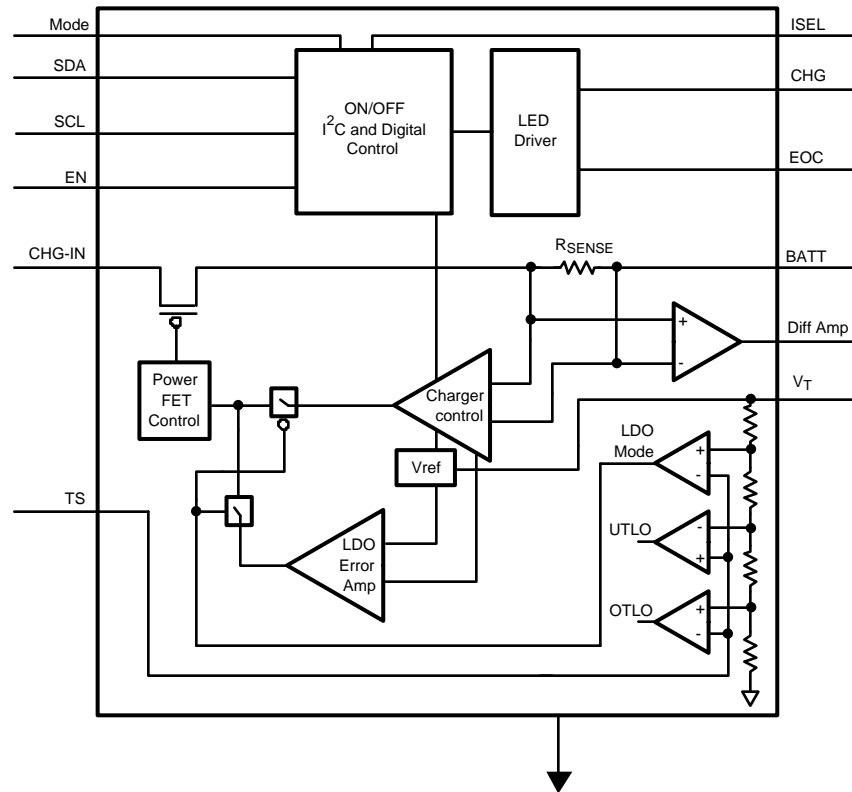 Mode
ISEL
SDA
CHG
ON/OFF
I²C and Digital
Control
LED
Driver
SCL
EOC
EN
CHG-IN
RSENSE
BATT
+
-
Diff Amp
Power
FET
Control
Charger
control
VT
LDO
Mode
+
-
Vref
TS
UTLO
-
+
LDO
Error
Amp
OTLO
+
-